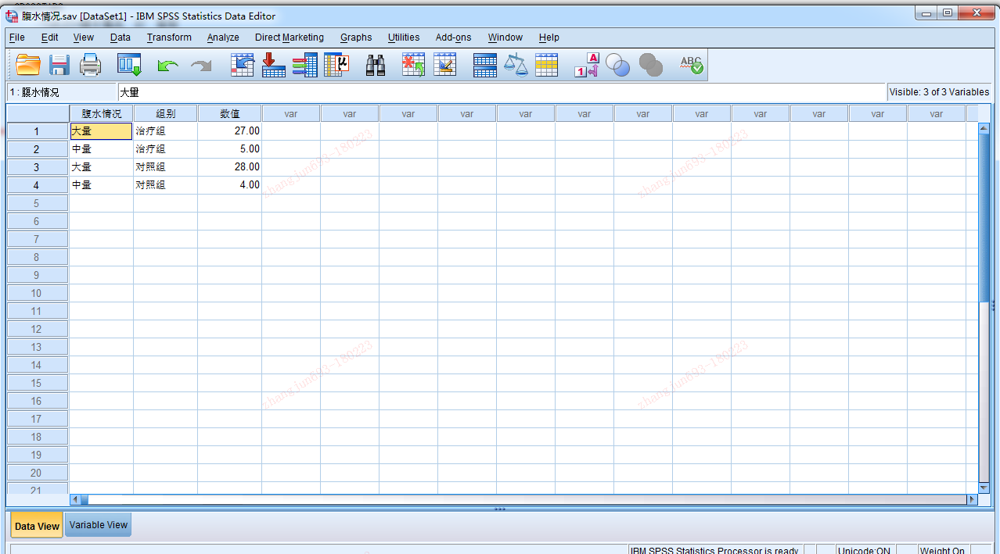 腹水情况.sav [DataSet1] - IBM SPSS Statistics Data Editor
File Edit View Data Transform Analyze Direct Marketing Graphs Utilities Add-ons Window Help
1 : 腹水情况 大量 Visible: 3 of 3 Variables
腹水情况 组别 数值 var var var var var var var var var var var var
1 大量 治疗组 27.00
2 中量 治疗组 5.00
3 大量 对照组 28.00
4 中量 对照组 4.00
5
6
7
8
9
10
11
12
13
14
15
16
17
18
19
20
21
zhangjun693-180223 zhangjun693-180223
zhangjun693-180223 zhangjun693-180223
Data View Variable View
IBM SPSS Statistics Processor is ready Unicode:ON Weight On